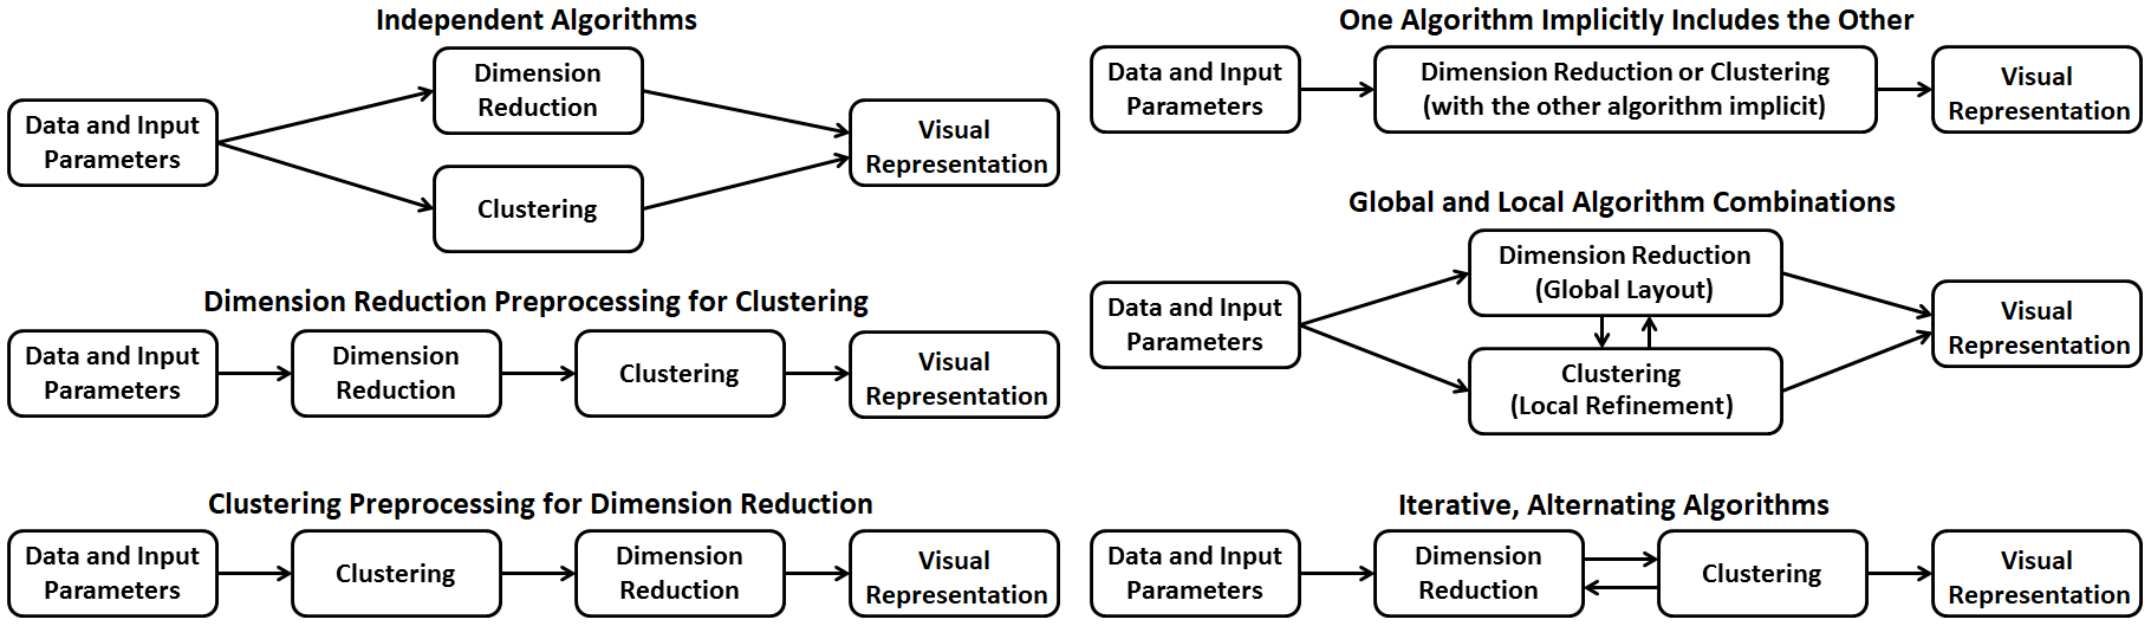 Independent Algorithms
Data and Input
Parameters
Dimension
Reduction
Clustering
Visual
Representation
Dimension Reduction Preprocessing for Clustering
Data and Input
Parameters
Dimension
Reduction
Clustering
Visual
Representation
Clustering Preprocessing for Dimension Reduction
Data and Input
Parameters
Clustering
Dimension
Reduction
Visual
Representation
One Algorithm Implicitly Includes the Other
Data and Input
Parameters
Dimension Reduction or Clustering
(with the other algorithm implicit)
Visual
Representation
Global and Local Algorithm Combinations
Data and Input
Parameters
Dimension Reduction
(Global Layout)
Clustering
(Local Refinement)
Visual
Representation
Iterative, Alternating Algorithms
Data and Input
Parameters
Dimension
Reduction
Clustering
Visual
Representation